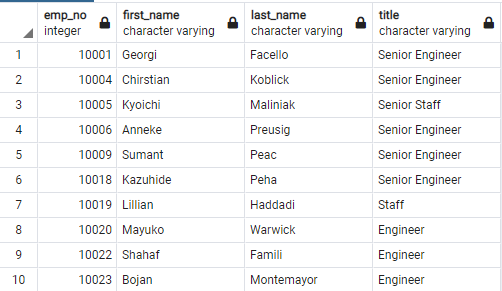 emp_no first_name last_name title
integer character varying character varying character varying
1 10001 Georgi Facello Senior Engineer
2 10004 Chirstian Koblick Senior Engineer
3 10005 Kyoichi Maliniak Senior Staff
4 10006 Anneke Preusig Senior Engineer
5 10009 Sumant Peac Senior Engineer
6 10018 Kazuhide Peha Senior Engineer
7 10019 Lillian Haddadi Staff
8 10020 Mayuko Warwick Engineer
9 10022 Shahaf Famili Engineer
10 10023 Bojan Montemayor Engineer